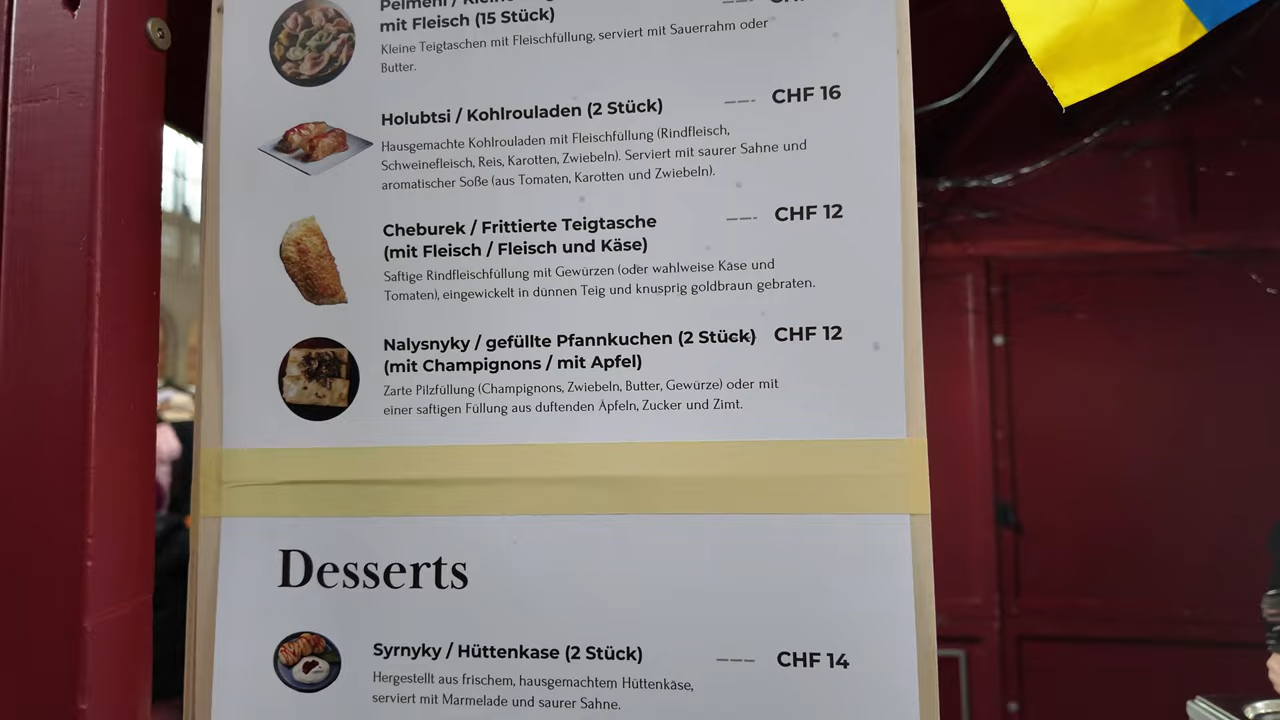 mit Fleisch (15 Stück)
Kleine Teigtaschen mit Fleischfüllung, serviert mit Sauerrahm oder
Butter.
Holubtsi / Kohlrouladen (2 Stück) ---- CHF 16
Hausgemachte Kohlrouladen mit Fleischfüllung (Rindfleisch,
Schweinefleisch, Reis, Karotten, Zwiebeln). Serviert mit saurer Sahne und
aromatischer Soße (aus Tomaten, Karotten und Zwiebeln).
Cheburek / Frittierte Teigtasche ---- CHF 12
(mit Fleisch / Fleisch und Käse)
Saftige Rindfleischfüllung mit Gewürzen (oder wahlweise Käse und
Tomaten), eingewickelt in dünnen Teig und knusprig goldbraun gebraten.
Nalysnyky / gefüllte Pfannkuchen (2 Stück) CHF 12
(mit Champignons / mit Apfel)
Zarte Pilzfüllung (Champignons, Zwiebeln, Butter, Gewürze) oder mit
einer saftigen Füllung aus duftenden Äpfeln, Zucker und Zimt.
Desserts
Syrnyky / Hüttenkase (2 Stück) --- CHF 14
Hergestellt aus frischem, hausgemachtem Hüttenkäse,
serviert mit Marmelade und saurer Sahne.